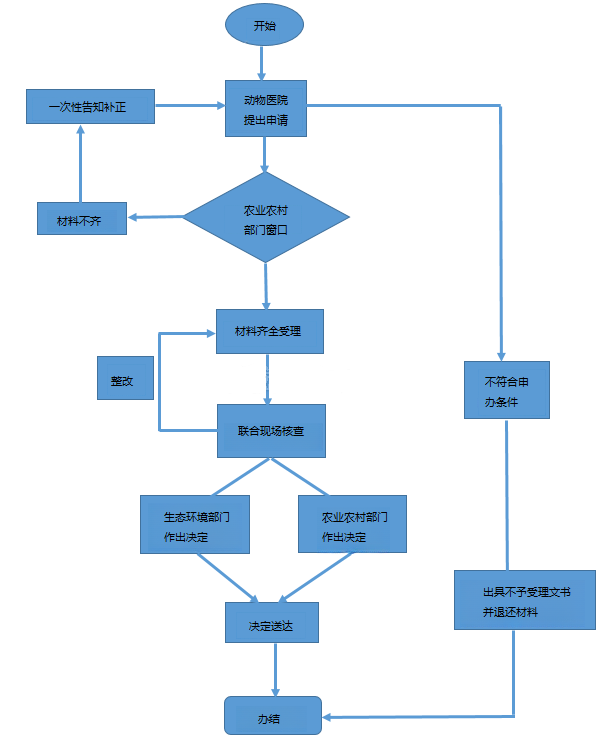 开始
动物医院
提出申请
一次性告知补正
农业农村
部门窗口
材料不齐
材料齐全受理
整改
不符合申
办条件
联合现场核查
生态环境部门
作出决定
农业农村部门
作出决定
出具不予受理文书
并退还材料
决定送达
办结